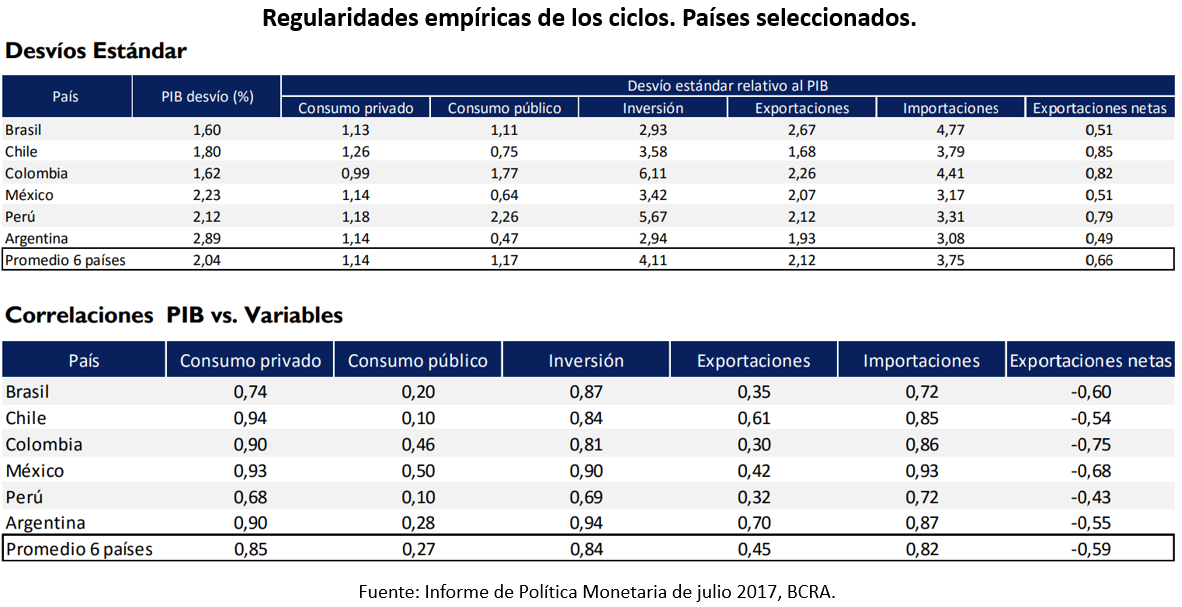 Regularidades empíricas de los ciclos. Países seleccionados.
Desvíos Estándar
País PIB desvío (%) Desvío estándar relativo al PIB
Consumo privado Consumo público Inversión Exportaciones Importaciones Exportaciones netas
Brasil 1,60 1,13 1,11 2,93 2,67 4,77 0,51
Chile 1,80 1,26 0,75 3,58 1,68 3,79 0,85
Colombia 1,62 0,99 1,77 6,11 2,26 4,41 0,82
México 2,23 1,14 0,64 3,42 2,07 3,17 0,51
Perú 2,12 1,18 2,26 5,67 2,12 3,31 0,79
Argentina 2,89 1,14 0,47 2,94 1,93 3,08 0,49
Promedio 6 países 2,04 1,14 1,17 4,11 2,12 3,75 0,66
Correlaciones PIB vs. Variables
País Consumo privado Consumo público Inversión Exportaciones Importaciones Exportaciones netas
Brasil 0,74 0,20 0,87 0,35 0,72 -0,60
Chile 0,94 0,10 0,84 0,61 0,85 -0,54
Colombia 0,90 0,46 0,81 0,30 0,86 -0,75
México 0,93 0,50 0,90 0,42 0,93 -0,68
Perú 0,68 0,10 0,69 0,32 0,72 -0,43
Argentina 0,90 0,28 0,94 0,70 0,87 -0,55
Promedio 6 países 0,85 0,27 0,84 0,45 0,82 -0,59
Fuente: Informe de Política Monetaria de julio 2017, BCRA.